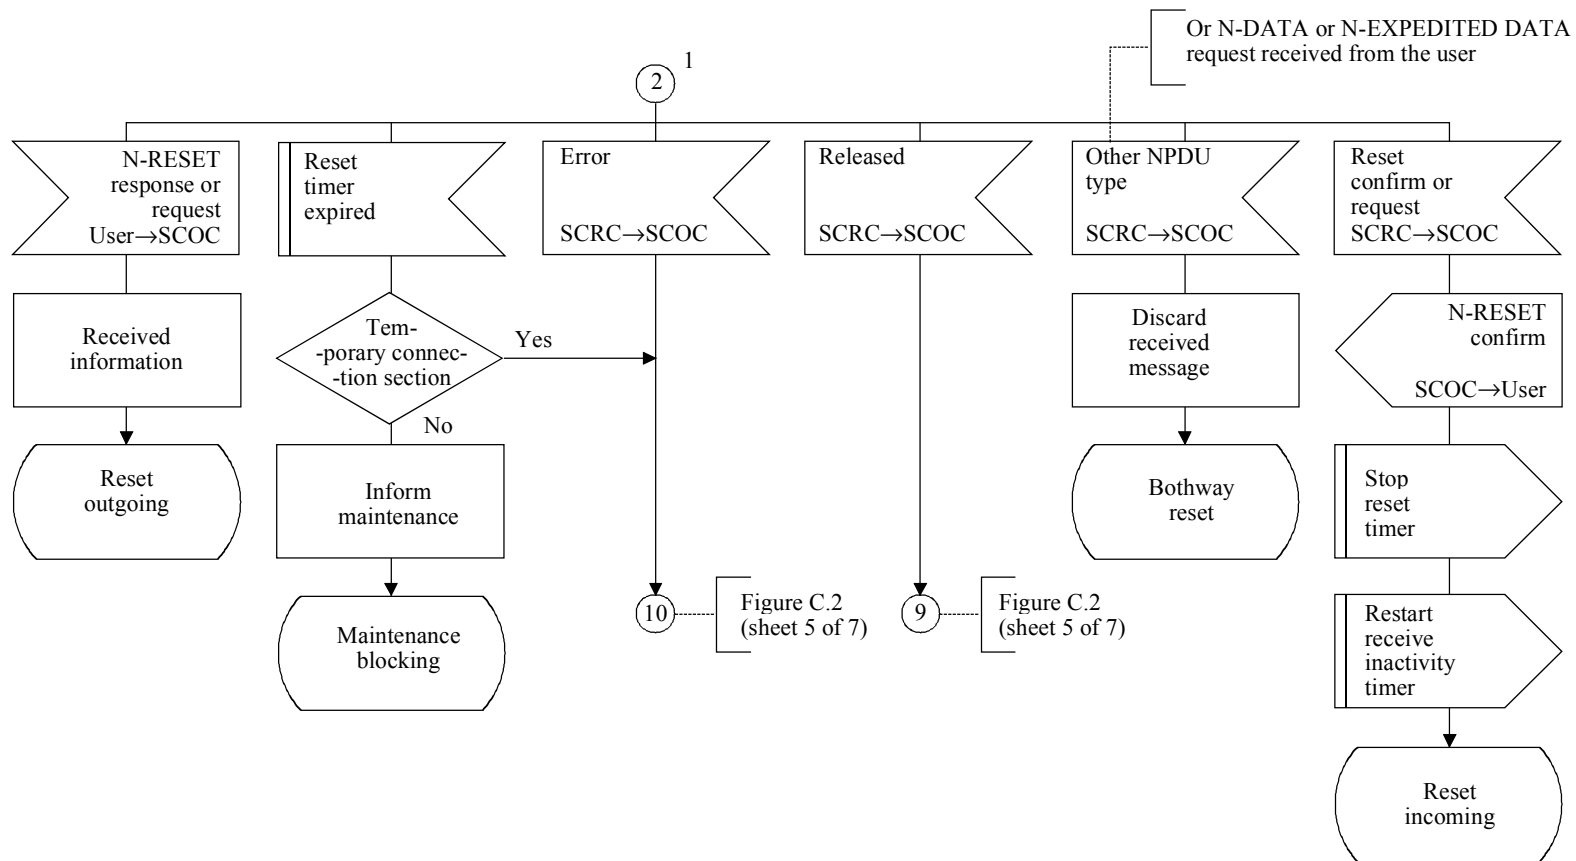 Or N-DATA or N-EXPEDITED DATA
request received from the user
1
2
N-RESET
response or
request
User→SCOC
Reset
timer
expired
Error
SCRC→SCOC
Released
SCRC→SCOC
Other NPDU
type
SCRC→SCOC
Reset
confirm or
request
SCRC→SCOC
Received
information
Tem-
-porary connec-
-tion section
Yes
No
Discard
received
message
N-RESET
confirm
SCOC→User
Reset
outgoing
Inform
maintenance
Bothway
reset
Stop
reset
timer
10
Figure C.2
(sheet 5 of 7)
9
Figure C.2
(sheet 5 of 7)
Maintenance
blocking
Restart
receive
inactivity
timer
Reset
incoming